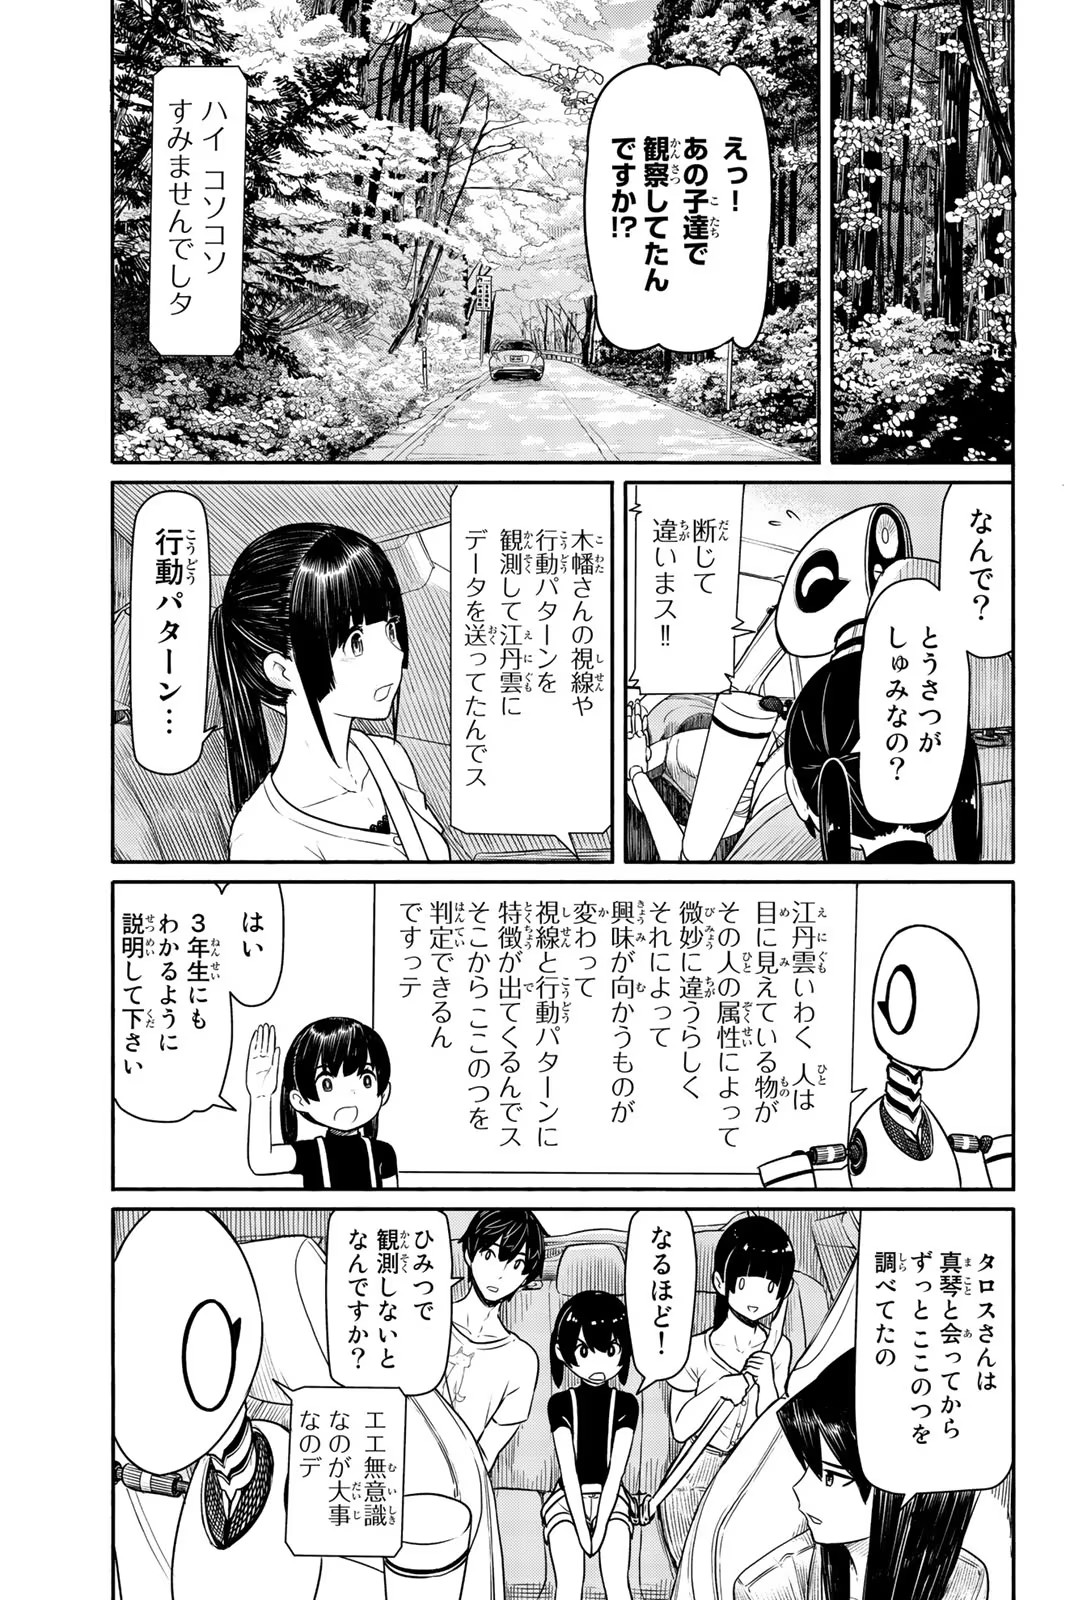 えっ！
あの子達で
観察してたん
ですか!?
ハイ コソコソ
すみませんでしタ
なんで？
とうさつが
しゅみなの？
断じて
違いまス!!
木幡さんの視線や
行動パターンを
観測して江丹雲に
データを送ってたんでス
行動パターン…
江丹雲いわく 人は
目に見えている物が
その人の属性によって
微妙に違うらしく
それによって
興味が向かうものが
変わって
視線と行動パターンに
特徴が出てくるんでス
そこからここのつを
判定できるん
ですっテ
はい
３年生にも
わかるように
説明して下さい
タロスさんは
真琴と会ってから
ずっとここのつを
調べてたの
なるほど！
ひみつで
観測しないと
なんですか？
エエ無意識
なのが大事
なのデ